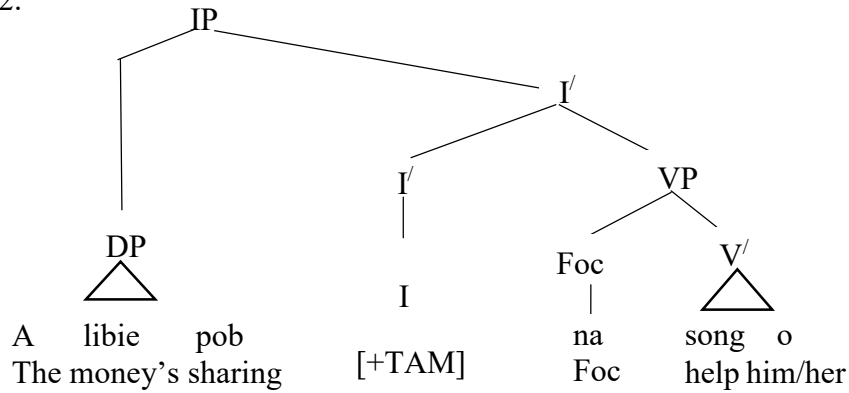 2.
IP
I/
I/ VP
DP Foc V/
I
A libie pob na song o
The money's sharing [+TAM] Foc help him/her